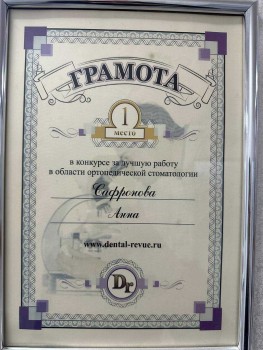 ГРАМОТА
1
МЕСТО
в конкурсе за лучшую работу
в области ортопедической стоматологии
Сафронова
Анна
www.dental-revue.ru
Dr